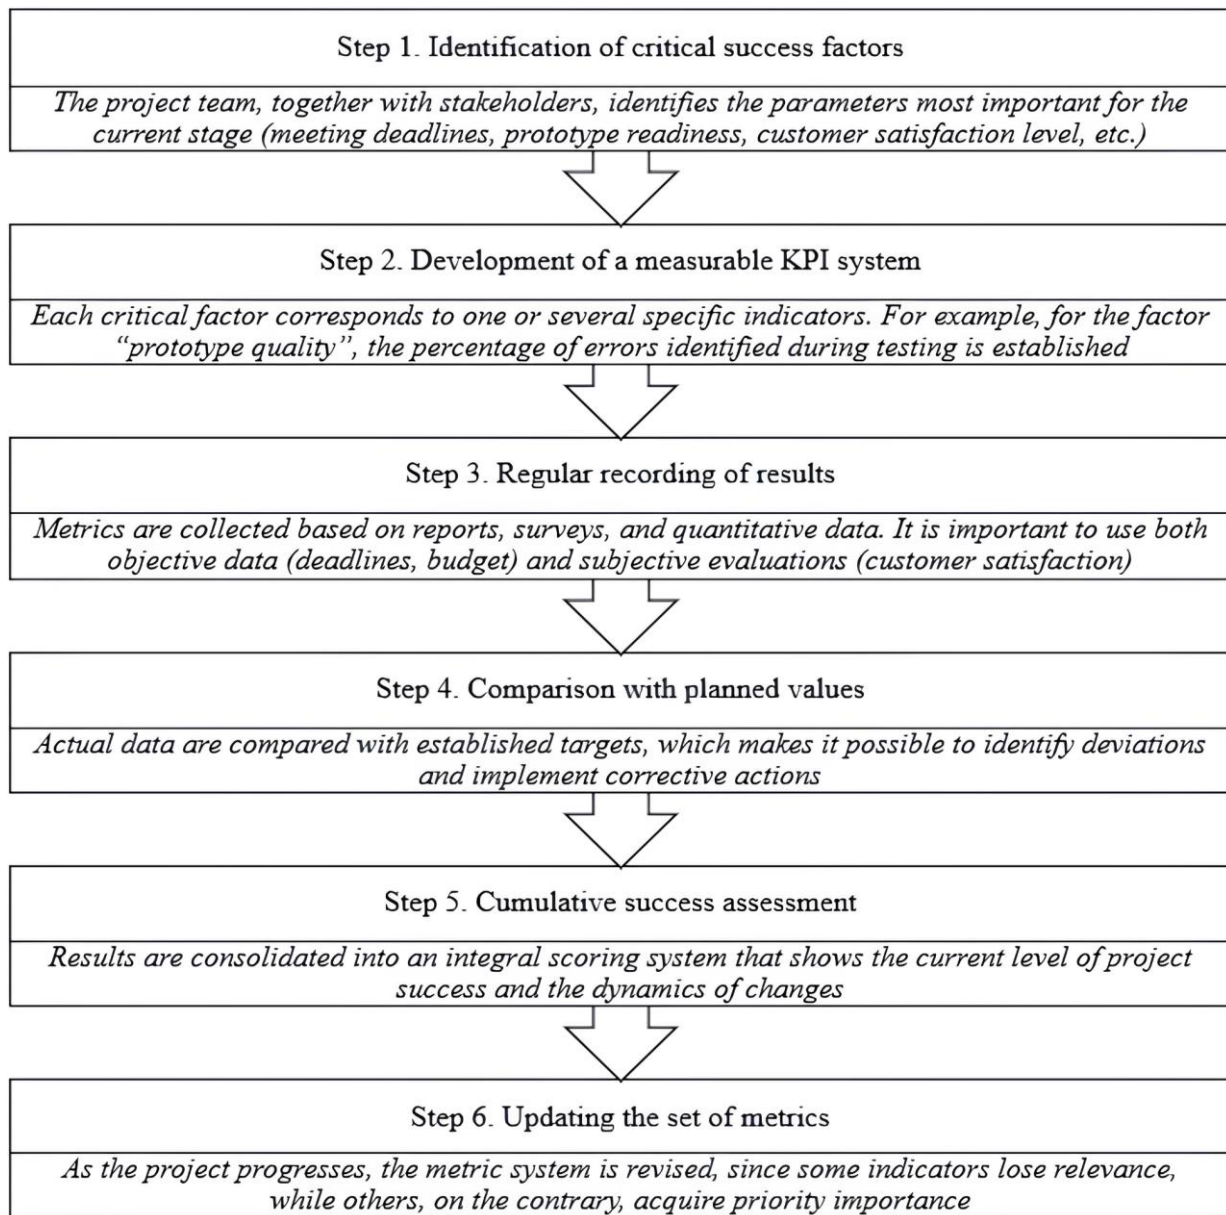 Step 1. Identification of critical success factors
The project team, together with stakeholders, identifies the parameters most important for the
current stage (meeting deadlines, prototype readiness, customer satisfaction level, etc.)
Step 2. Development of a measurable KPI system
Each critical factor corresponds to one or several specific indicators. For example, for the factor
“prototype quality”, the percentage of errors identified during testing is established
Step 3. Regular recording of results
Metrics are collected based on reports, surveys, and quantitative data. It is important to use both
objective data (deadlines, budget) and subjective evaluations (customer satisfaction)
Step 4. Comparison with planned values
Actual data are compared with established targets, which makes it possible to identify deviations
and implement corrective actions
Step 5. Cumulative success assessment
Results are consolidated into an integral scoring system that shows the current level of project
success and the dynamics of changes
Step 6. Updating the set of metrics
As the project progresses, the metric system is revised, since some indicators lose relevance,
while others, on the contrary, acquire priority importance